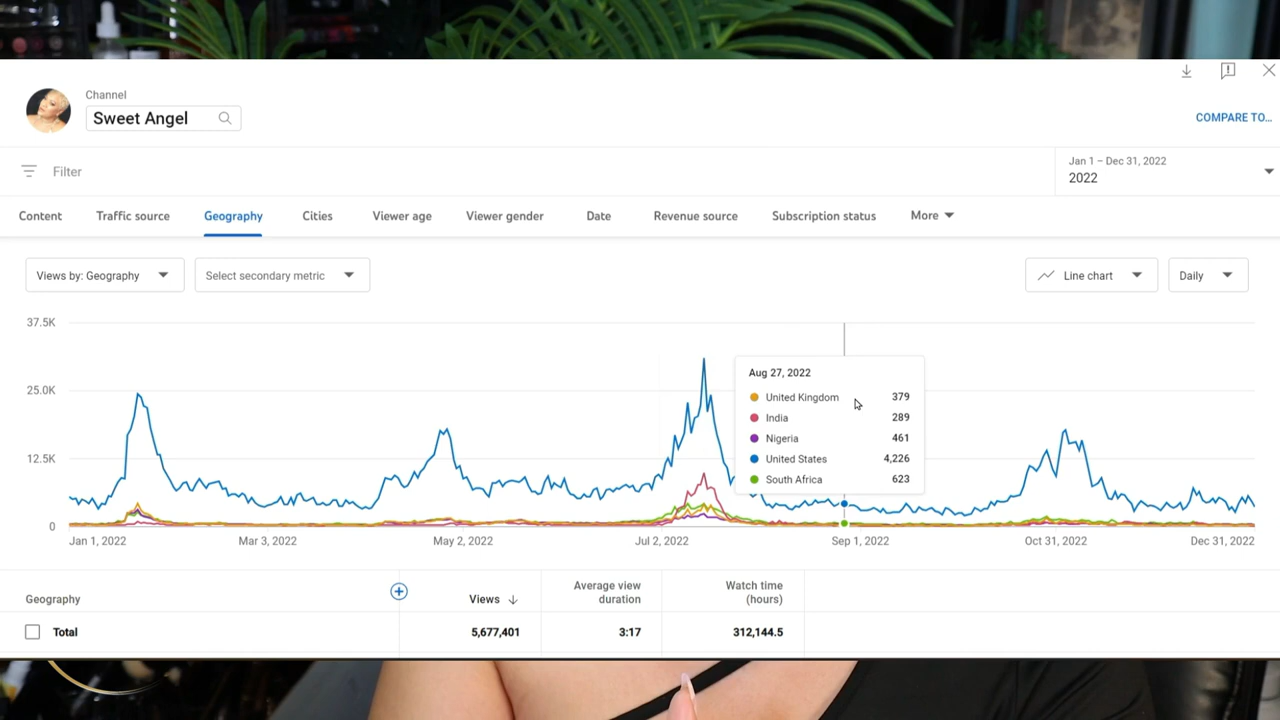 Channel
Sweet Angel
COMPARE TO...
Filter
Jan 1 – Dec 31, 2022
2022
Content Traffic source Geography Cities Viewer age Viewer gender Date Revenue source Subscription status More
Views by: Geography Select secondary metric Line chart Daily
37.5K
25.0K
12.5K
0
Aug 27, 2022
United Kingdom 379
India 289
Nigeria 461
United States 4,226
South Africa 623
Jan 1, 2022 Mar 3, 2022 May 2, 2022 Jul 2, 2022 Sep 1, 2022 Oct 31, 2022 Dec 31, 2022
Geography Views Average view duration Watch time (hours)
Total 5,677,401 3:17 312,144.5